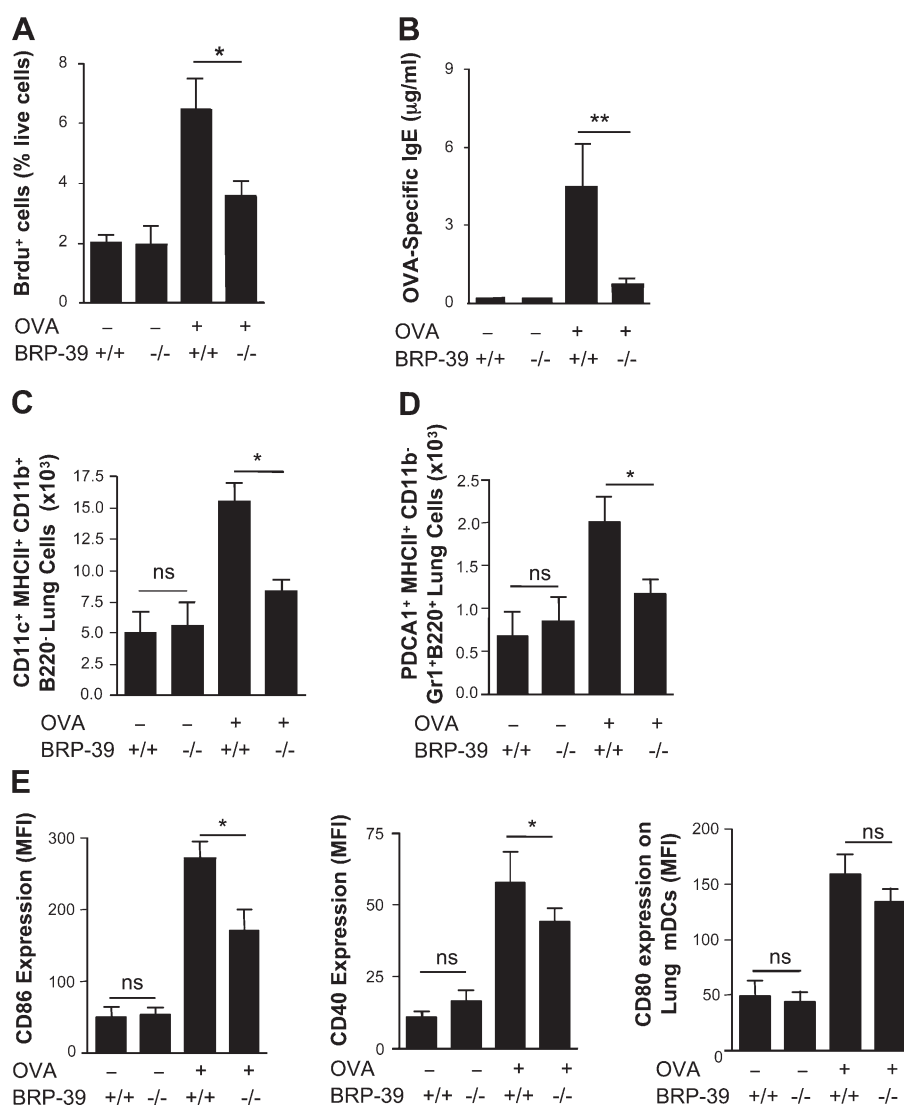 A
Brdu⁺ cells (% live cells)
8
6
4
2
0
*
OVA – – + +
BRP-39 +/+ -/- +/+ -/-
B
OVA-Specific IgE (μg/ml)
9
6
3
0
**
OVA – – + +
BRP-39 +/+ -/- +/+ -/-
C
CD11c⁺ MHCII⁺ CD11b⁺
B220⁻ Lung Cells (x10³)
17.5
15.0
12.5
10.0
7.5
5.0
2.5
0.0
ns
*
OVA – – + +
BRP-39 +/+ -/- +/+ -/-
D
PDCA1⁺ MHCII⁺ CD11b⁻
Gr1⁺B220⁺ Lung Cells (x10³)
2.5
2.0
1.5
1.0
0.5
0.0
ns
*
OVA – – + +
BRP-39 +/+ -/- +/+ -/-
E
CD86 Expression (MFI)
300
200
100
0
ns
*
OVA – – + +
BRP-39 +/+ -/- +/+ -/-
CD40 Expression (MFI)
75
50
25
0
ns
*
OVA – – + +
BRP-39 +/+ -/- +/+ -/-
CD80 expression on
Lung mDCs (MFI)
200
150
100
50
0
ns
ns
OVA – – + +
BRP-39 +/+ -/- +/+ -/-